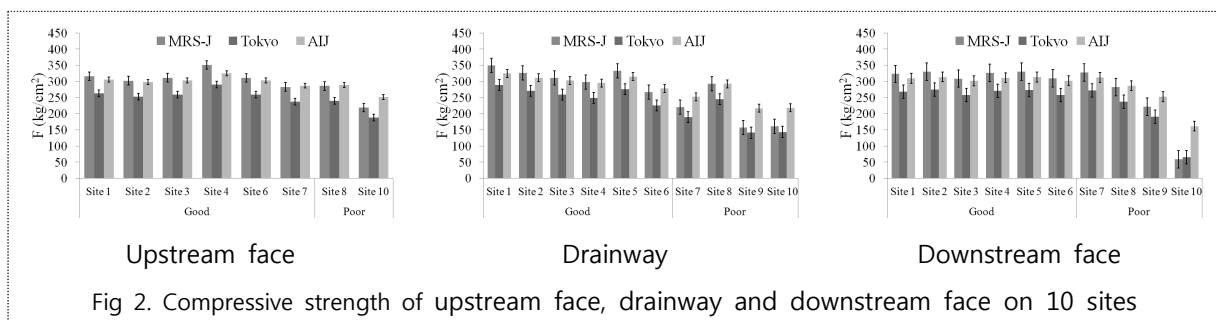 MRS-J Tokyo AIJ
F (kg/cm2)
450
400
350
300
250
200
150
100
50
0
Site 1 Site 2 Site 3 Site 4 Site 6 Site 7 Site 8 Site 10
Good Poor
Upstream face
MRS-J Tokyo AIJ
F (kg/cm2)
450
400
350
300
250
200
150
100
50
0
Site 1 Site 2 Site 3 Site 4 Site 5 Site 6 Site 7 Site 8 Site 9 Site 10
Good Poor
Drainway
MRS-J Tokyo AIJ
F (kg/cm2)
450
400
350
300
250
200
150
100
50
0
Site 1 Site 2 Site 3 Site 4 Site 5 Site 6 Site 7 Site 8 Site 9 Site 10
Good Poor
Downstream face
Fig 2. Compressive strength of upstream face, drainway and downstream face on 10 sites